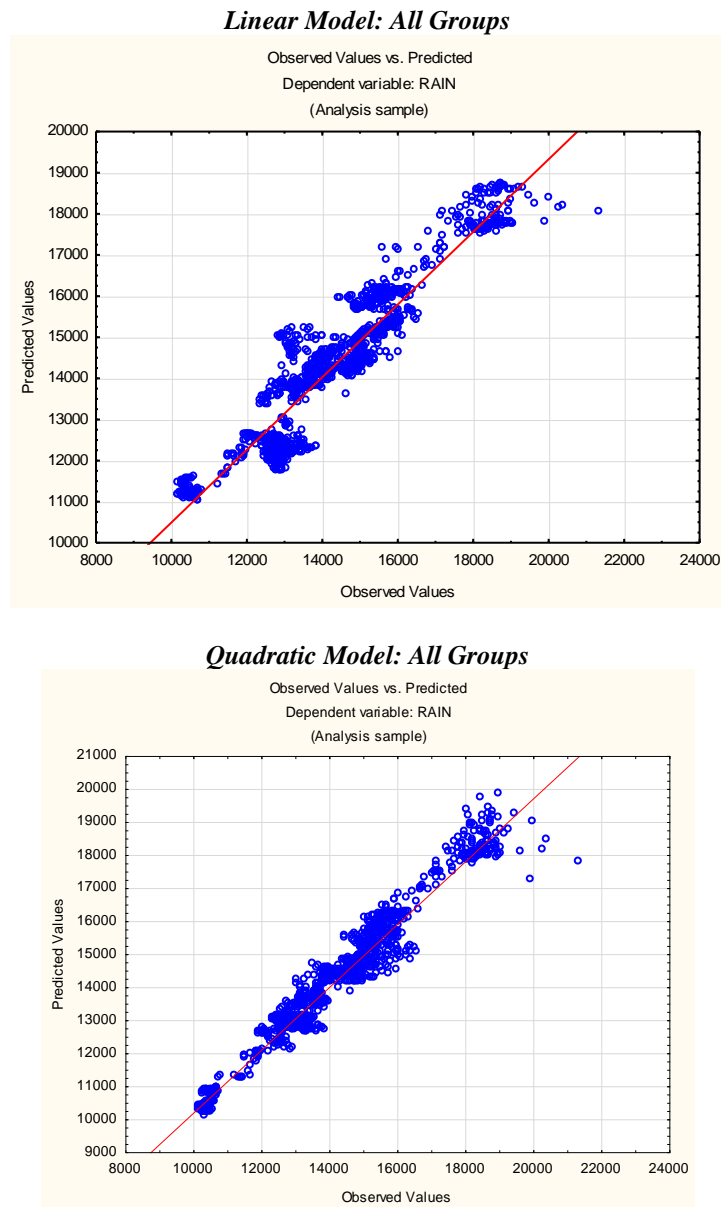 Linear Model: All Groups
Observed Values vs. Predicted
Dependent variable: RAIN
(Analysis sample)
20000
19000
18000
17000
16000
15000
14000
13000
12000
11000
10000
Predicted Values
8000 10000 12000 14000 16000 18000 20000 22000 24000
Observed Values
Quadratic Model: All Groups
Observed Values vs. Predicted
Dependent variable: RAIN
(Analysis sample)
21000
20000
19000
18000
17000
16000
15000
14000
13000
12000
11000
10000
9000
Predicted Values
8000 10000 12000 14000 16000 18000 20000 22000 24000
Observed Values